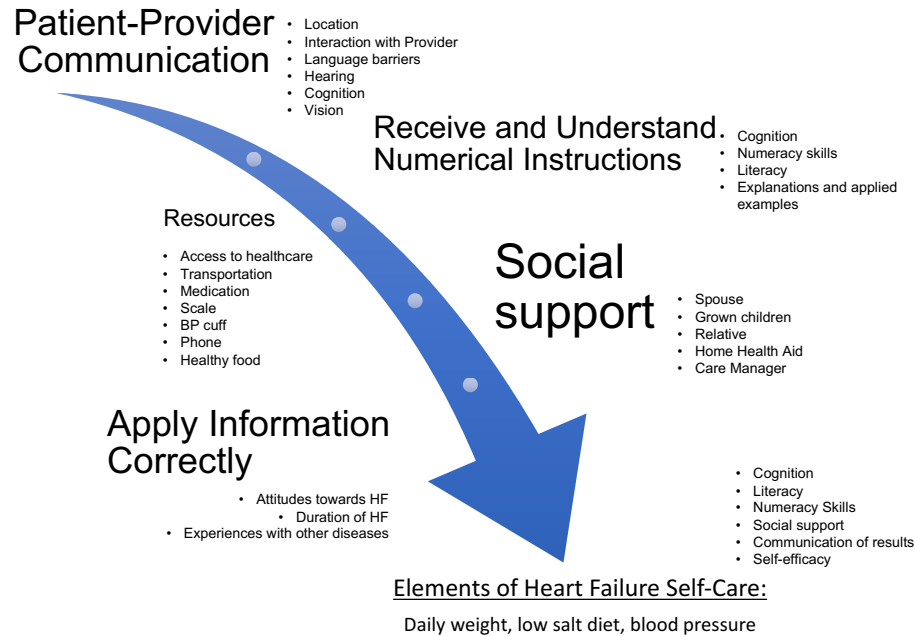 Patient-Provider
Communication
• Location
• Interaction with Provider
• Language barriers
• Hearing
• Cognition
• Vision
Receive and Understand
Numerical Instructions
• Cognition
• Numeracy skills
• Literacy
• Explanations and applied
examples
Resources
• Access to healthcare
• Transportation
• Medication
• Scale
• BP cuff
• Phone
• Healthy food
Social
support
• Spouse
• Grown children
• Relative
• Home Health Aid
• Care Manager
Apply Information
Correctly
• Attitudes towards HF
• Duration of HF
• Experiences with other diseases
• Cognition
• Literacy
• Numeracy Skills
• Social support
• Communication of results
• Self-efficacy
Elements of Heart Failure Self-Care:
Daily weight, low salt diet, blood pressure